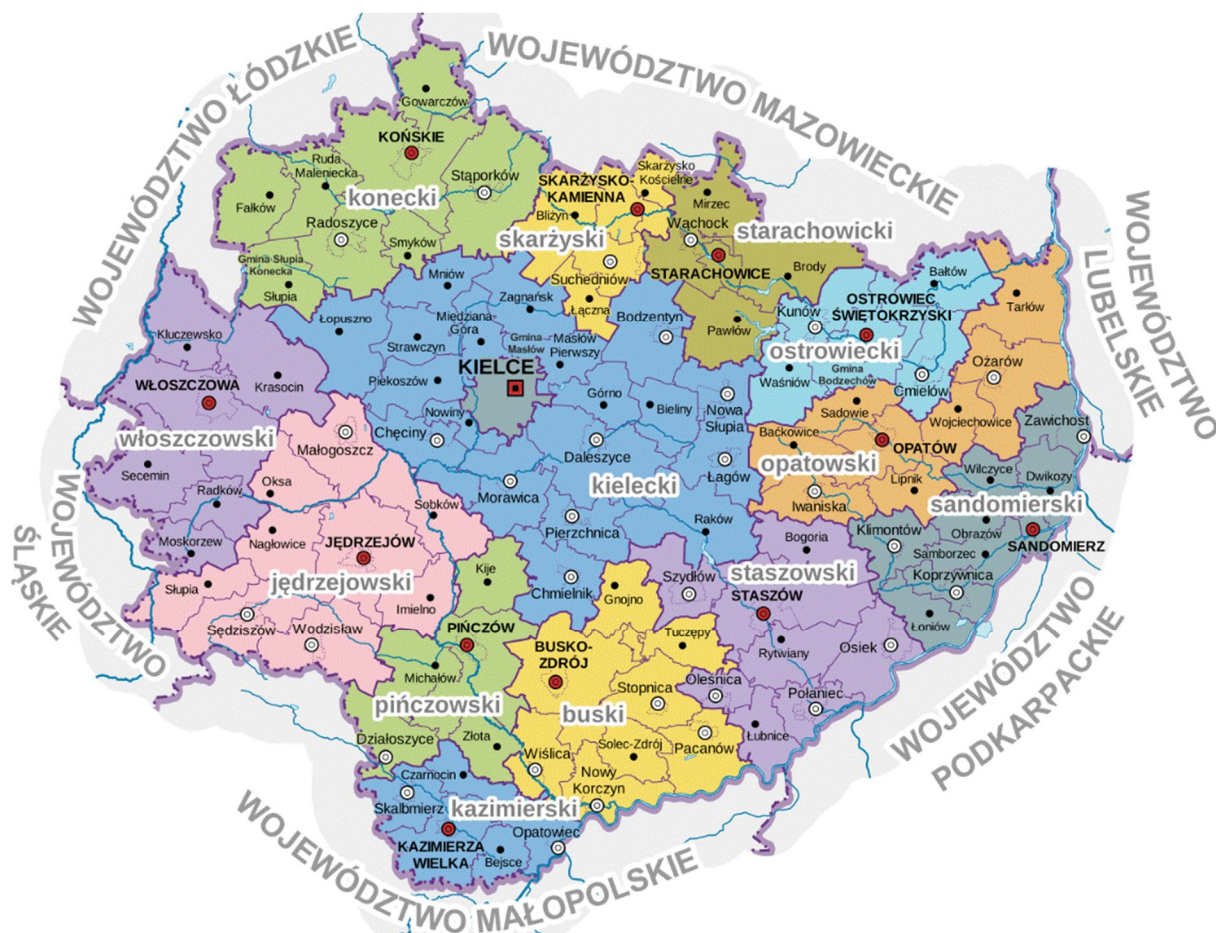 WOJEWÓDZTWO ŁÓDZKIE
WOJEWÓDZTWO MAZOWIECKIE
WOJEWÓDZTWO
LUBELSKIE
Gowarczów
KOŃSKIE
Ruda
Maleniecka
Stąporków
konecki
Fałków
Radoszyce
Smyków
Gmina Słupia
Konecka
Słupia
SKARŻYSKO-
KAMIENNA
Skarżysko
Kościelne
Bliżyn
skarżyski
Suchedniów
Łączna
Mirzec
Wąchock
starachowicki
STARACHOWICE
Brody
Pawłów
Bałtów
Kunów
OSTROWIEC
ŚWIĘTOKRZYSKI
ostrowiecki
Waśniów
Gmina
Bodzechów
Ćmielów
Tarłów
Ożarów
Sadowie
Wojciechowice
Baćkowice
OPATÓW
opatowski
Lipnik
Iwaniska
Zawichost
Wilczyce
Dwikozy
sandomierski
Klimontów
Obrazów
SANDOMIERZ
Samborzec
Koprzywnica
Łoniów
Mniów
Zagnańsk
Łopuszno
Miedziana-
Góra
Bodzentyn
Strawczyn
Gmina
Masłów
Masłów
Pierwszy
KIELCE
Piekoszów
Górno
Bieliny
Nowa
Słupia
Nowiny
Chęciny
Daleszyce
Łagów
Morawica
kielecki
Pierzchnica
Raków
Chmielnik
Kluczewsko
WŁOSZCZOWA
Krasocin
włoszczowski
Secemin
Radków
Moskorzew
Małogoszcz
Oksa
Sobków
Nagłowice
JĘDRZEJÓW
Słupia
jędrzejowski
Imielno
Sędziszów
Wodzisław
Kije
PIŃCZÓW
Michałów
pińczowski
Działoszyce
Złota
Gnojno
Tuczępy
BUSKO-
ZDRÓJ
Stopnica
buski
Pacanów
Solec-Zdrój
Wiślica
Nowy
Korczyn
Bogoria
Szydłów
staszowski
STASZÓW
Rytwiany
Osiek
Oleśnica
Połaniec
Łubnice
Czarnocin
Skalbmierz
kazimierski
KAZIMIERZA
WIELKA
Bejsce
Opatowiec
WOJEWÓDZTWO
ŚLĄSKIE
WOJEWÓDZTWO MAŁOPOLSKIE
WOJEWÓDZTWO
PODKARPACKIE